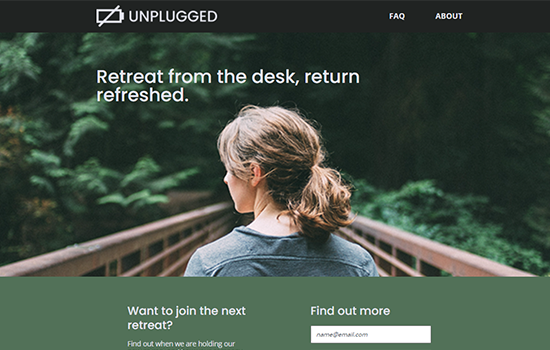 UNPLUGGED
FAQ
ABOUT
Retreat from the desk, return
refreshed.
Want to join the next
retreat?
Find out when we are holding our
Find out more
name@email.com